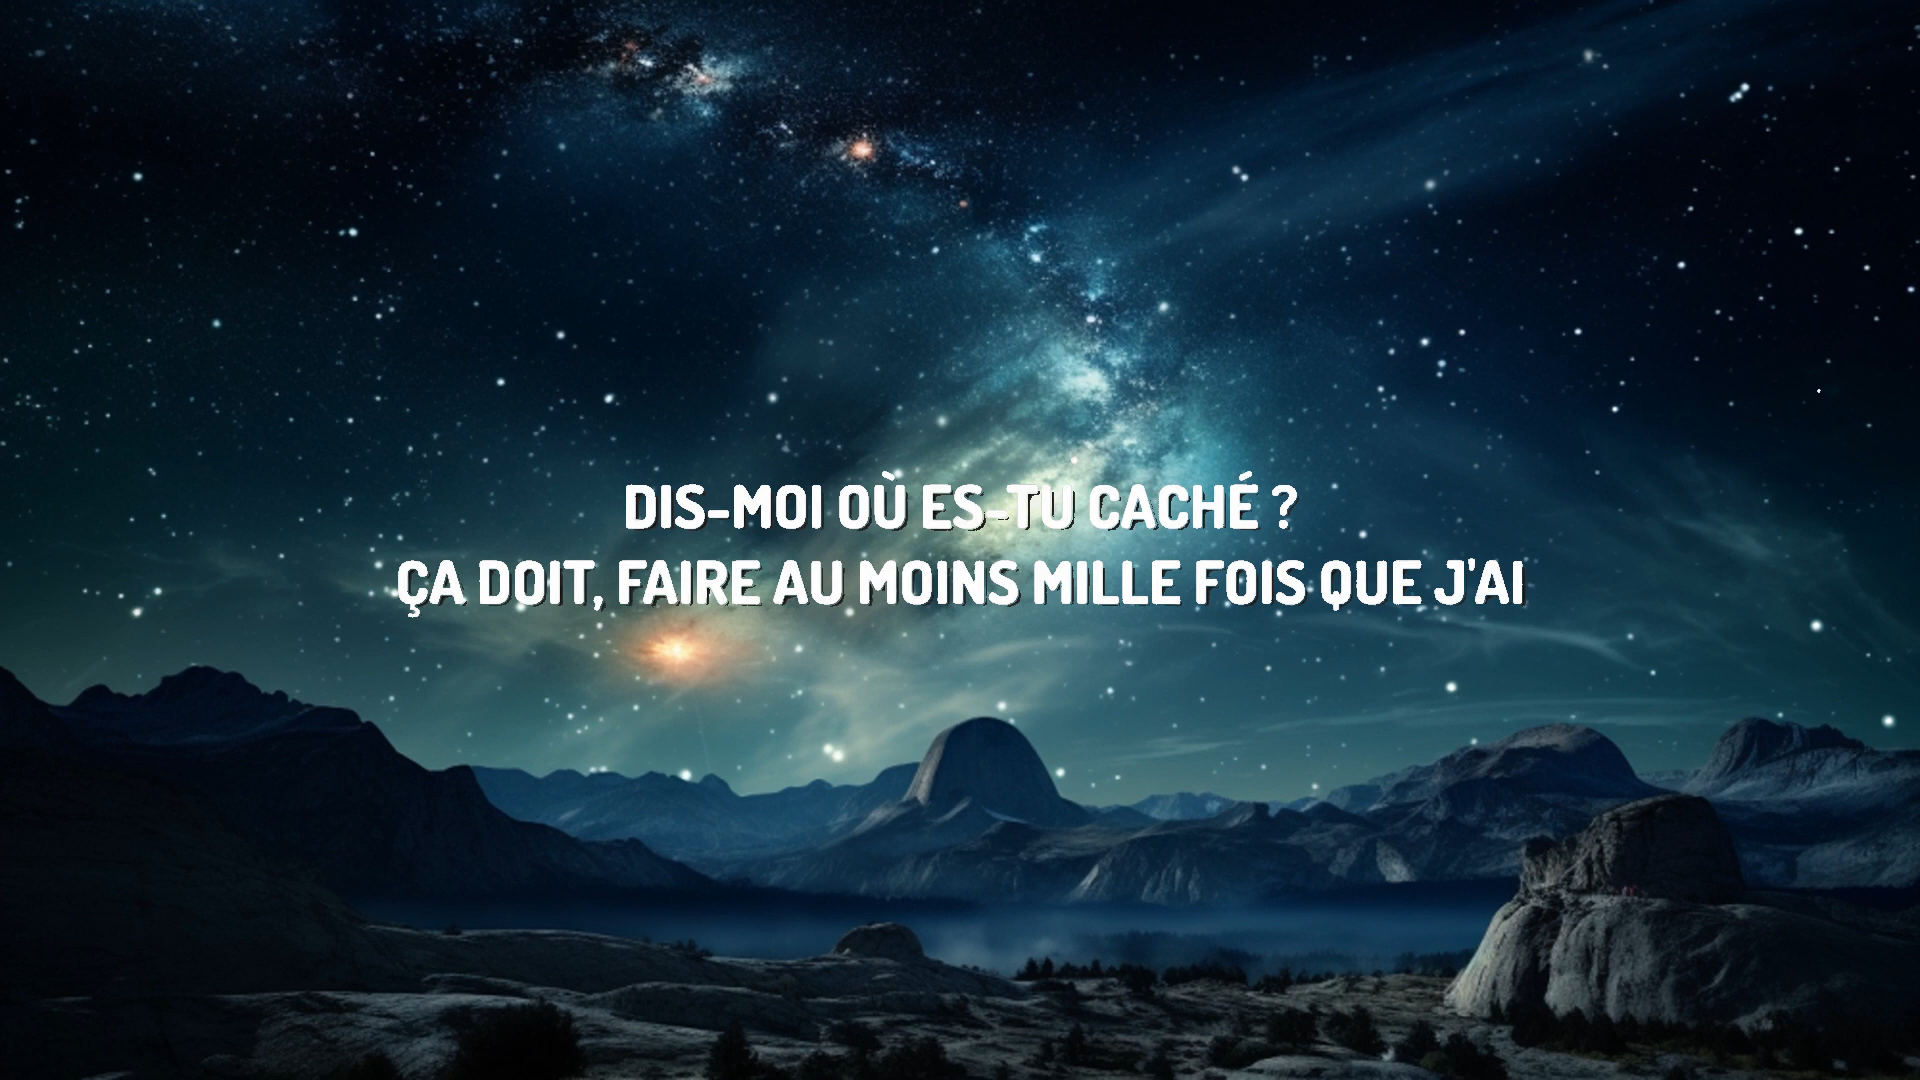 DIS-MOI OÙ ES-TU CACHÉ ?
ÇA DOIT, FAIRE AU MOINS MILLE FOIS QUE J'AI